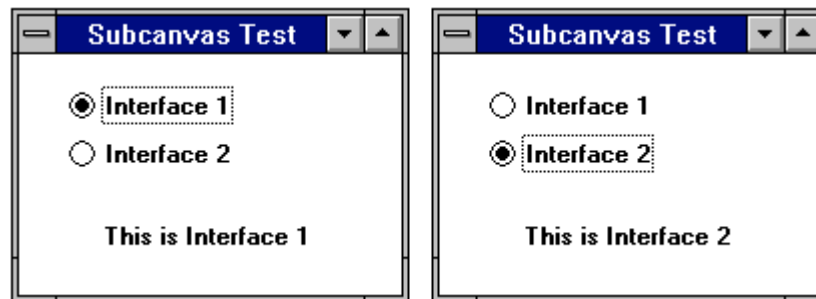 Subcanvas Test
Interface 1
Interface 2
This is Interface 1
Subcanvas Test
Interface 1
Interface 2
This is Interface 2